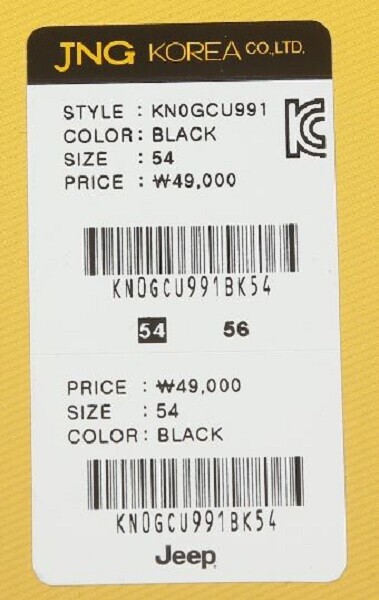 JNG KOREA CO.,LTD.
STYLE : KN0GCU991
COLOR : BLACK
SIZE : 54
PRICE : ₩49,000
KN0GCU991BK54
54 56
PRICE : ₩49,000
SIZE : 54
COLOR : BLACK
KN0GCU991BK54
Jeep